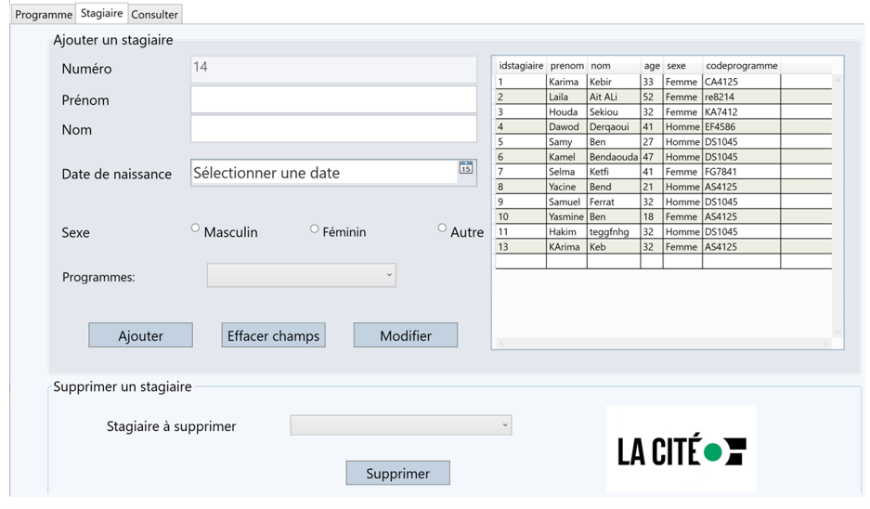 Programme Stagiaire Consulter
Ajouter un stagiaire
Numéro 14
Prénom
Nom
Date de naissance Sélectionner une date 15
Sexe Masculin Féminin Autre
Programmes:
Ajouter Effacer champs Modifier
idstagiaire prenom nom age sexe codeprogramme
1 Karima Kebir 33 Femme CA4125
2 Laila Ait ALi 52 Femme re8214
3 Houda Sekiou 32 Femme KA7412
4 Dawod Derqaoui 41 Homme EF4586
5 Samy Ben 27 Homme DS1045
6 Kamel Bendaouda 47 Homme DS1045
7 Selma Ketfi 41 Femme FG7841
8 Yacine Bend 21 Homme AS4125
9 Samuel Ferrat 32 Homme DS1045
10 Yasmine Ben 18 Femme AS4125
11 Hakim teggfnhg 32 Homme DS1045
13 KArima Keb 32 Femme AS4125
Supprimer un stagiaire
Stagiaire à supprimer
Supprimer
LA CITÉ